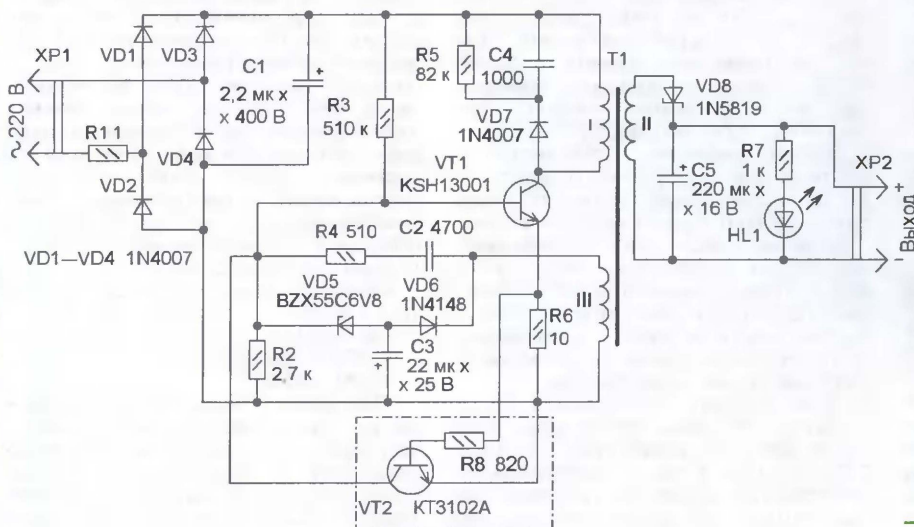 XP1
~220 В
R1 1
VD1
VD3
VD2
VD4
VD1—VD4 1N4007
C1
2,2 мк х
х 400 В
R3
510 к
R5
82 к
C4
1000
VD7
1N4007
VT1
KSH13001
R4 510
C2 4700
VD5
BZX55C6V8
VD6
1N4148
R2
2,7 к
C3
22 мк х
х 25 В
R6
10
T1
I
II
III
VD8
1N5819
C5
220 мк х
х 16 В
R7
1 к
HL1
XP2
+
Выход
−
R8 820
VT2 КТ3102А